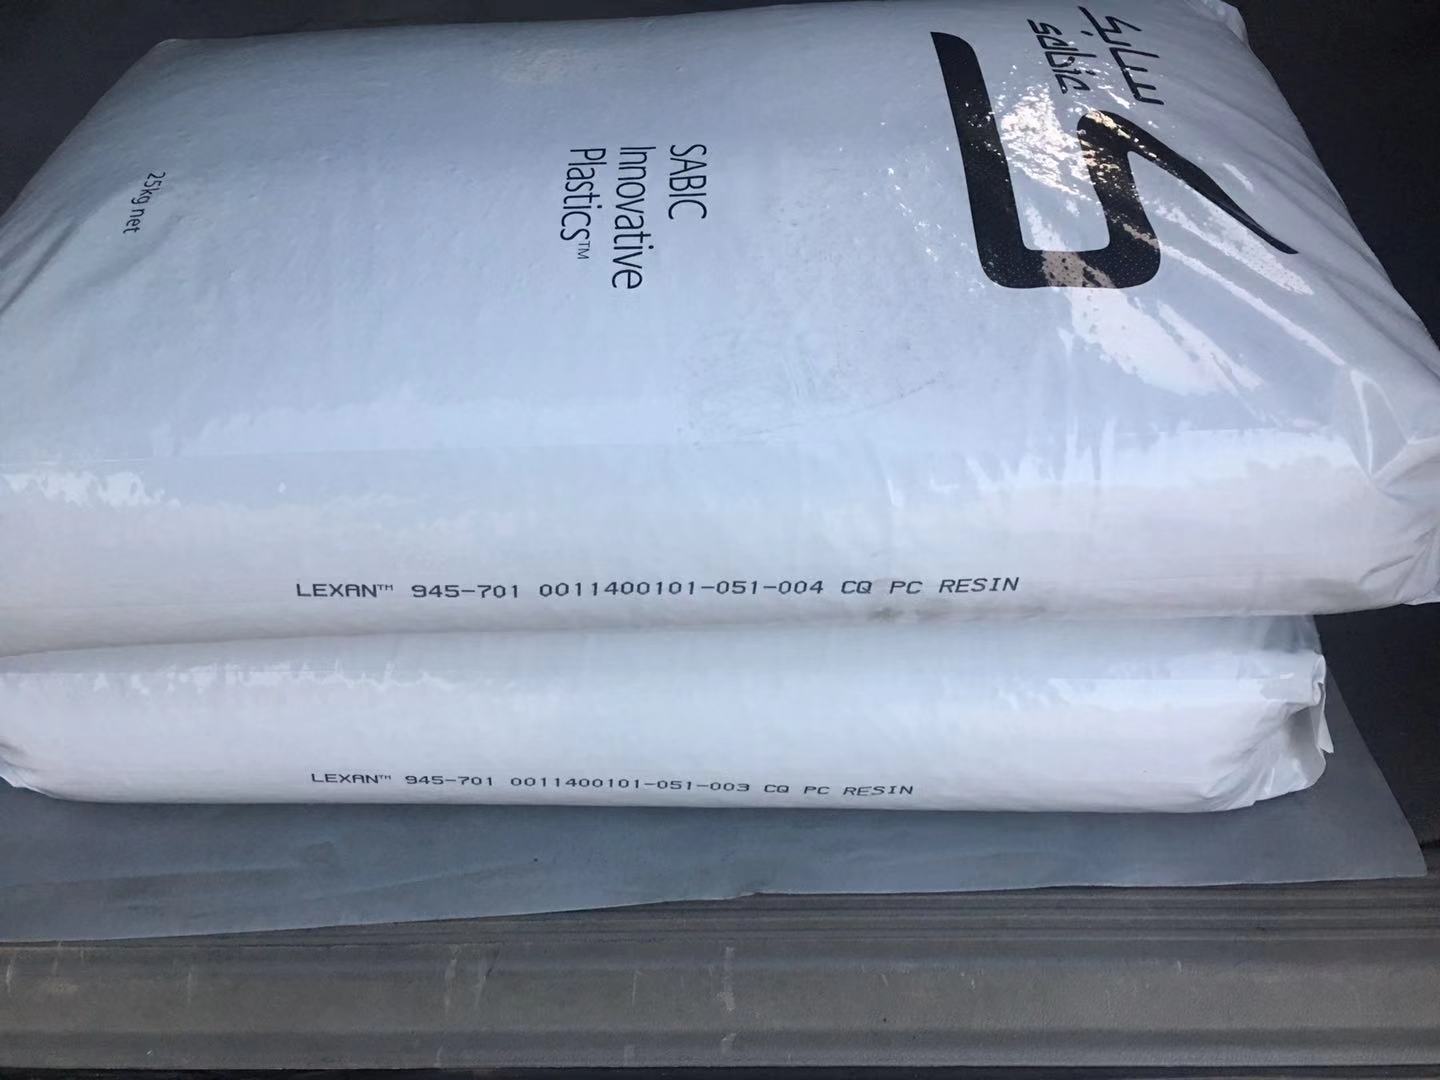 سابك
sabic
SABIC
Innovative
Plastics™
25kg net
LEXAN™ 945-701 0011400101-051-004 CQ PC RESIN
LEXAN™ 945-701 0011400101-051-003 CQ PC RESIN